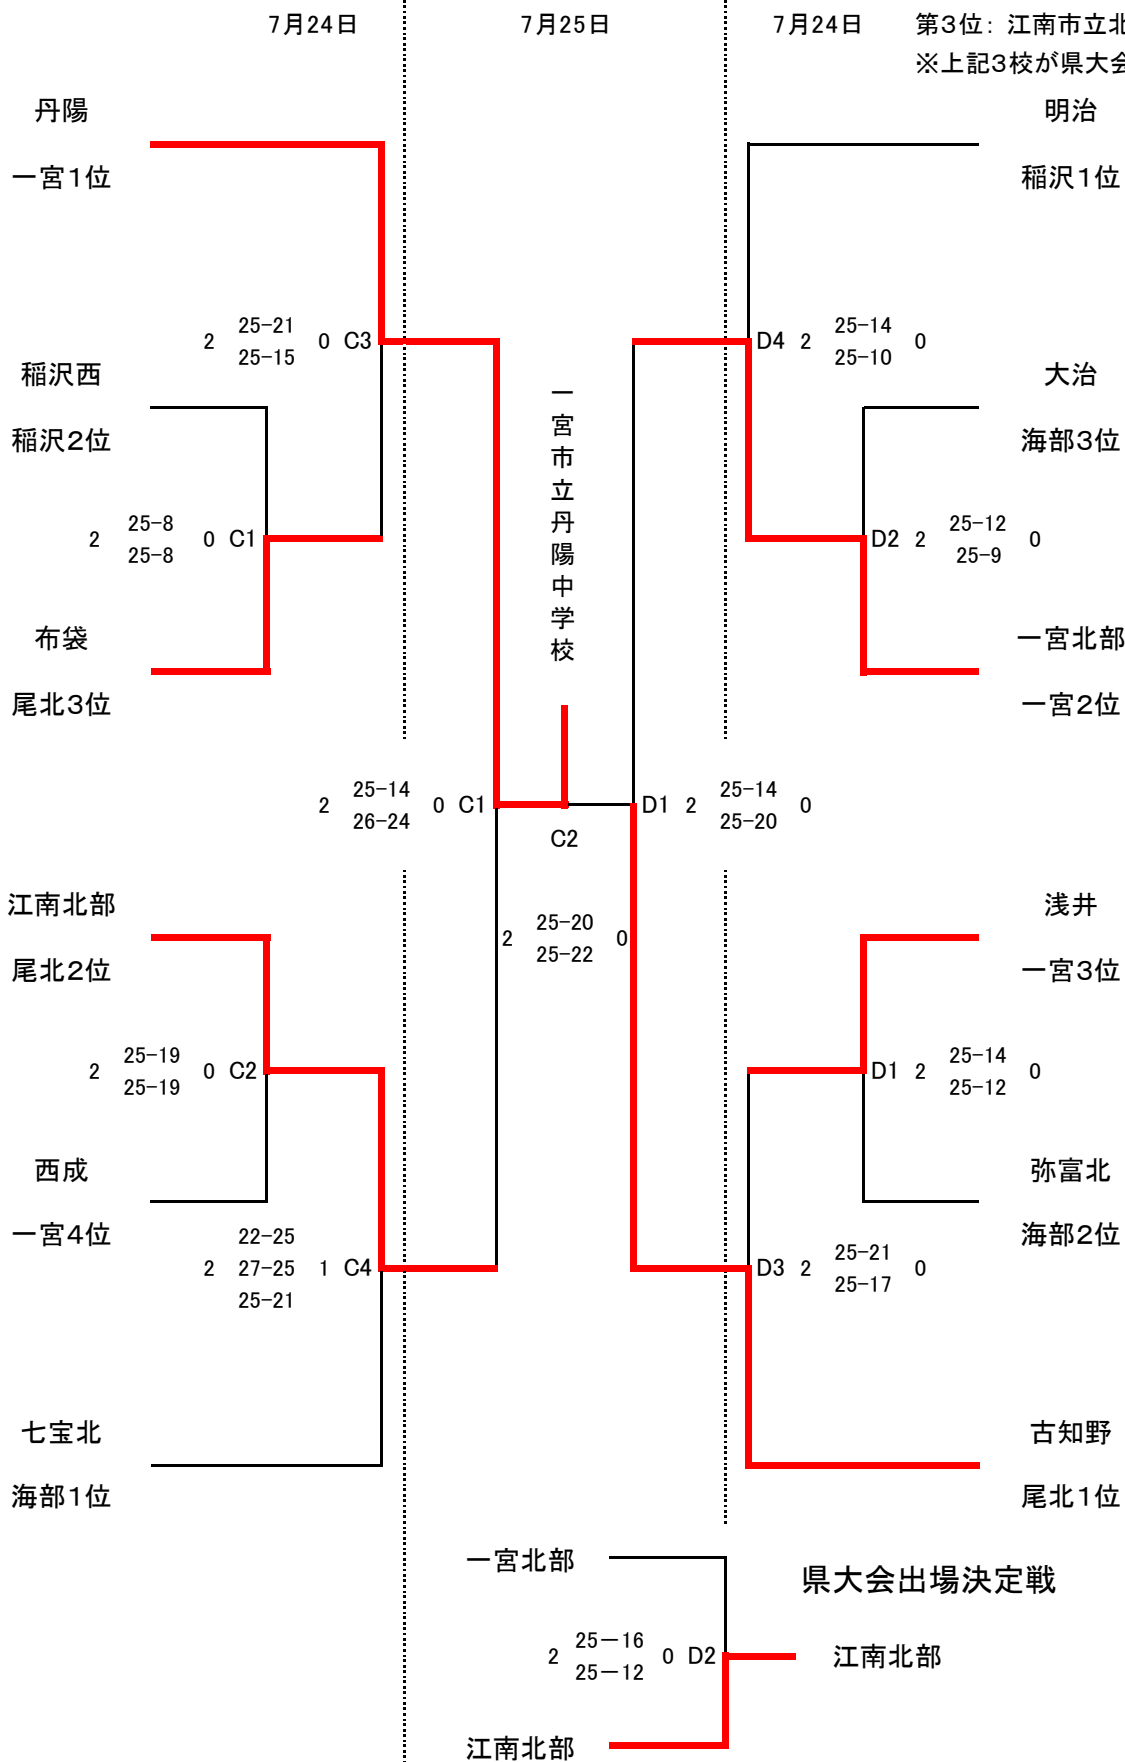 7月24日
7月25日
7月24日
第3位：江南市立北
※上記3校が県大会
丹陽
一宮1位
明治
稲沢1位
2 25-21 0 C3
25-15
D4 2 25-14 0
25-10
稲沢西
稲沢2位
大治
海部3位
一宮市立丹陽中学校
2 25-8 0 C1
25-8
D2 2 25-12 0
25-9
布袋
尾北3位
一宮北部
一宮2位
2 25-14 0 C1
26-24
D1 2 25-14 0
25-20
C2
2 25-20 0
25-22
江南北部
尾北2位
浅井
一宮3位
2 25-19 0 C2
25-19
D1 2 25-14 0
25-12
西成
一宮4位
弥富北
海部2位
22-25
2 27-25 1 C4
25-21
D3 2 25-21 0
25-17
七宝北
海部1位
古知野
尾北1位
一宮北部
県大会出場決定戦
2 25－16 0 D2
25－12
江南北部
江南北部